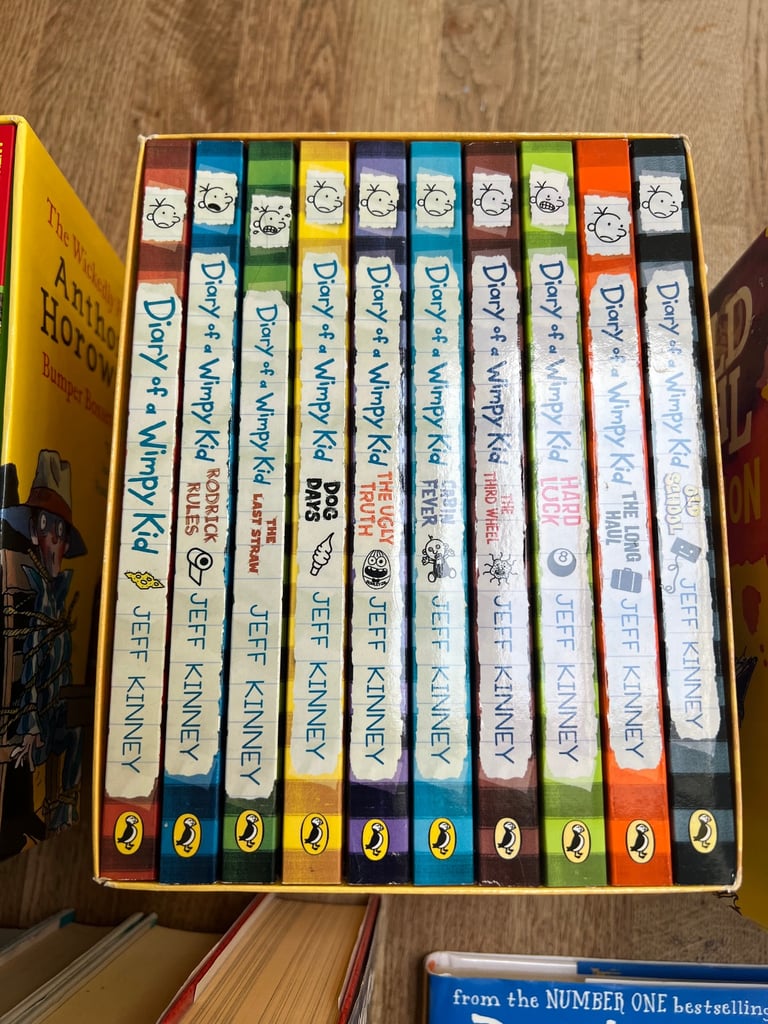 The Wickedly
Antho
Horow
Bumper
Diary of a Wimpy Kid
JEFF KINNEY
Diary of a Wimpy Kid
RODRICK
RULES
JEFF KINNEY
Diary of a Wimpy Kid
THE
LAST STRAW
JEFF KINNEY
Diary of a Wimpy Kid
DOG
DAYS
JEFF KINNEY
Diary of a Wimpy Kid
THE UGLY
TRUTH
JEFF KINNEY
Diary of a Wimpy Kid
CABIN
FEVER
JEFF KINNEY
Diary of a Wimpy Kid
THE
THIRD WHEEL
JEFF KINNEY
Diary of a Wimpy Kid
HARD
LUCK
8
JEFF KINNEY
Diary of a Wimpy Kid
THE LONG
HAUL
JEFF KINNEY
Diary of a Wimpy Kid
OLD
SCHOOL
JEFF KINNEY
from the NUMBER ONE bestselling